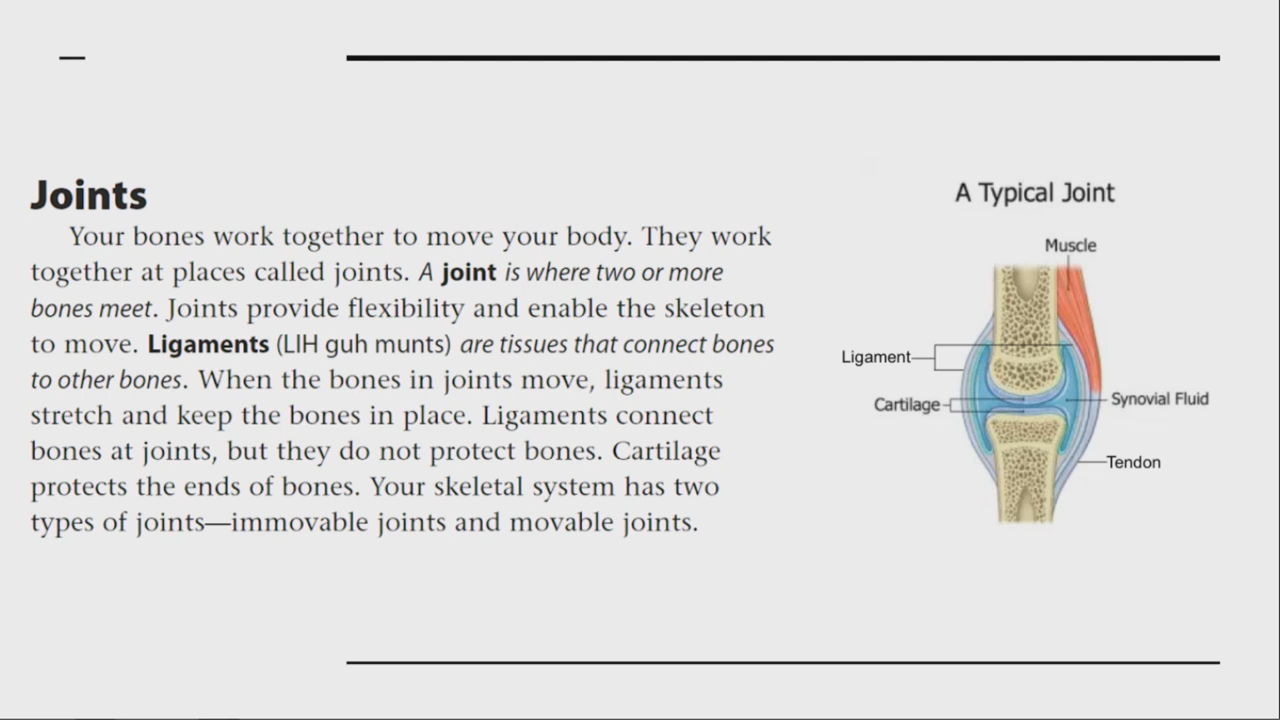 Joints
Your bones work together to move your body. They work
together at places called joints. A joint is where two or more
bones meet. Joints provide flexibility and enable the skeleton
to move. Ligaments (LIH guh munts) are tissues that connect bones
to other bones. When the bones in joints move, ligaments
stretch and keep the bones in place. Ligaments connect
bones at joints, but they do not protect bones. Cartilage
protects the ends of bones. Your skeletal system has two
types of joints—immovable joints and movable joints.
A Typical Joint
Muscle
Ligament
Cartilage
Synovial Fluid
Tendon